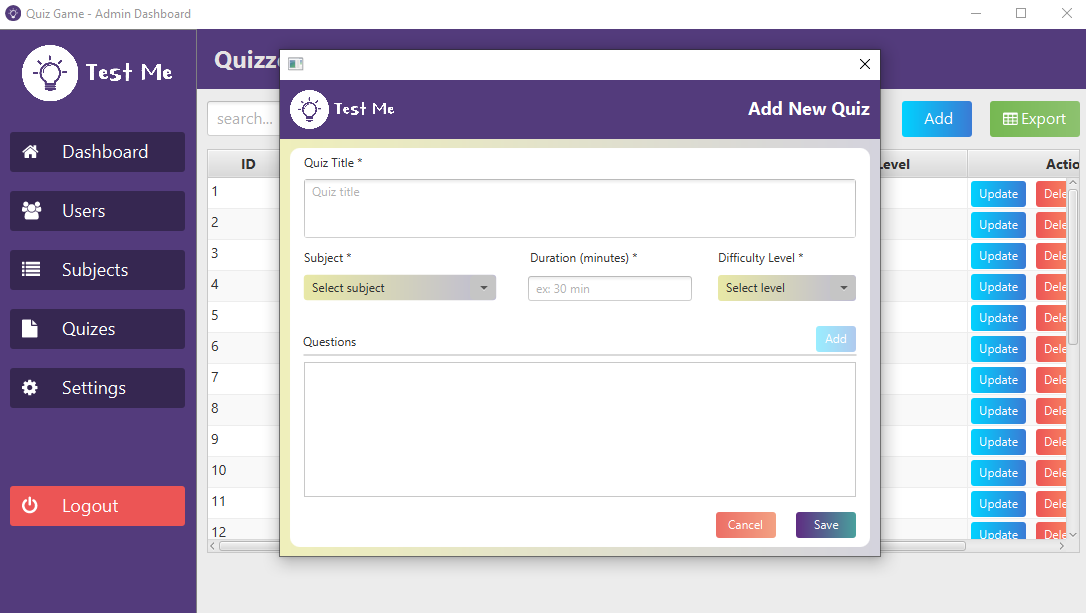 Quiz Game - Admin Dashboard
Test Me
Dashboard
Users
Subjects
Quizes
Settings
Logout
Quizz
search...
Add
Export
ID
Level
Actio
1
Update
Dele
2
Update
Dele
3
Update
Dele
4
Update
Dele
5
Update
Dele
6
Update
Dele
7
Update
Dele
8
Update
Dele
9
Update
Dele
10
Update
Dele
11
Update
Dele
12
Update
Dele
Test Me
Add New Quiz
Quiz Title *
Quiz title
Subject *
Duration (minutes) *
Difficulty Level *
Select subject
ex: 30 min
Select level
Questions
Add
Cancel
Save